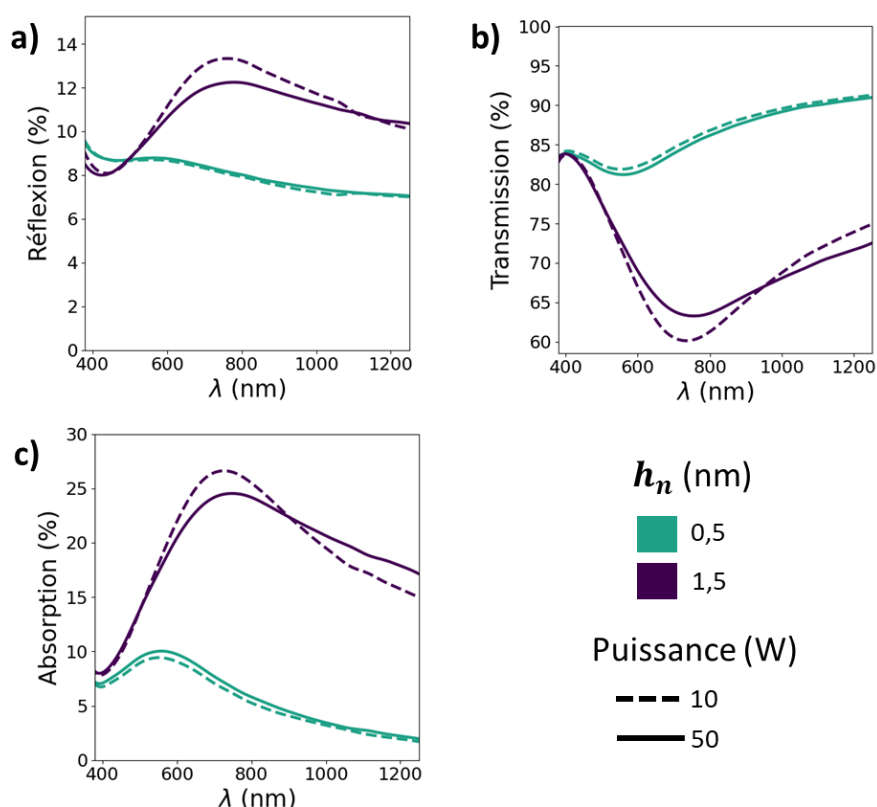 a)
14
12
10
8
6
4
2
0
Réflexion (%)
400 600 800 1000 1200
λ (nm)
b)
100
95
90
85
80
75
70
65
60
Transmission (%)
400 600 800 1000 1200
λ (nm)
c)
30
25
20
15
10
5
0
Absorption (%)
400 600 800 1000 1200
λ (nm)
hₙ (nm)
0,5
1,5
Puissance (W)
10
50